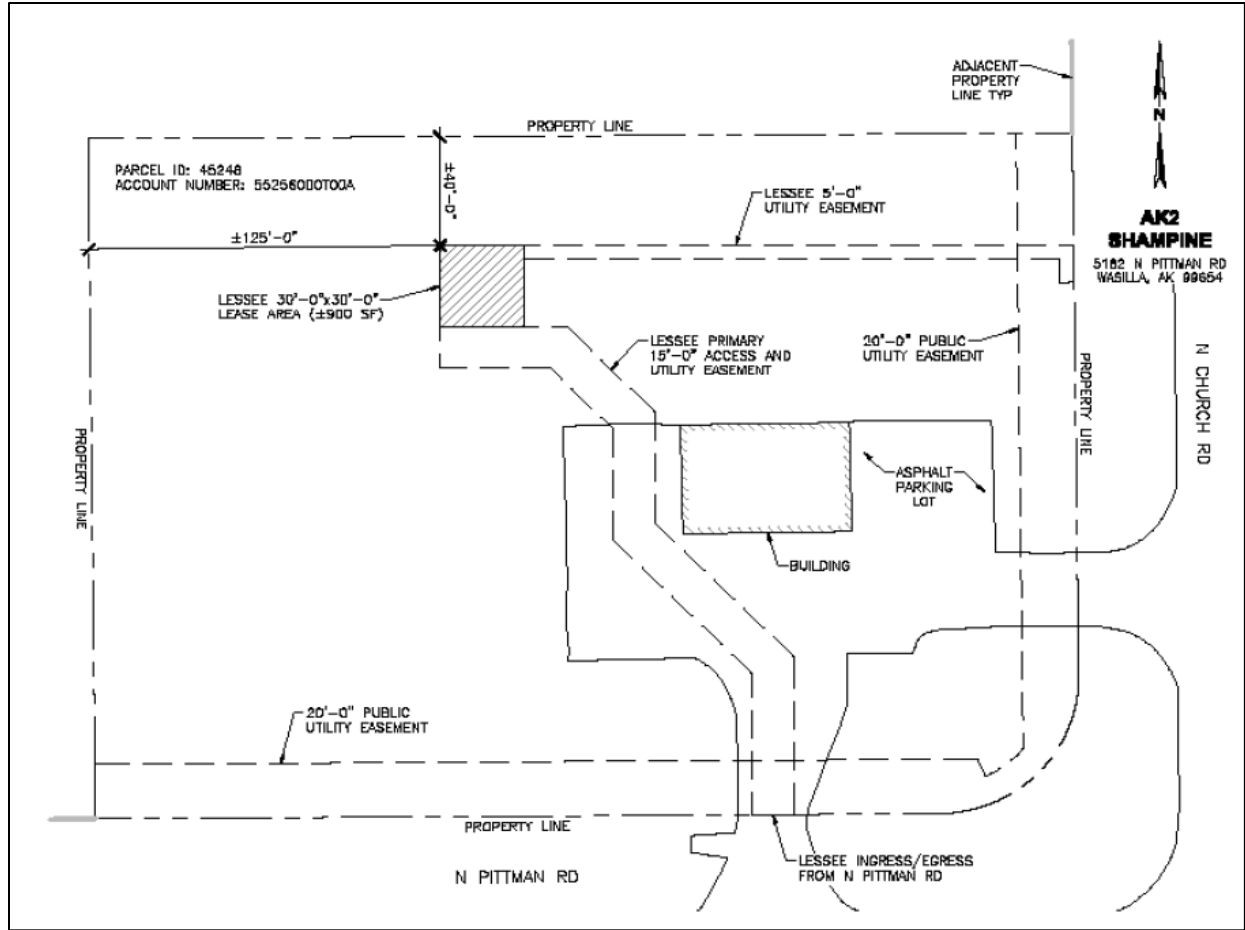 ADJACENT
PROPERTY
LINE TYP
PROPERTY LINE
N
PARCEL ID: 45248
ACCOUNT NUMBER: 55256000T00A
±40'-0"
LESSEE 5'-0"
UTILITY EASEMENT
AK2
SHAMPINE
5182 N PITTMAN RD
WASILLA, AK 99654
±125'-0"
LESSEE 30'-0"x30'-0"
LEASE AREA (±900 SF)
LESSEE PRIMARY
15'-0" ACCESS AND
UTILITY EASEMENT
20'-0" PUBLIC
UTILITY EASEMENT
PROPERTY LINE
N CHURCH RD
PROPERTY LINE
ASPHALT
PARKING
LOT
BUILDING
20'-0" PUBLIC
UTILITY EASEMENT
PROPERTY LINE
N PITTMAN RD
LESSEE INGRESS/EGRESS
FROM N PITTMAN RD